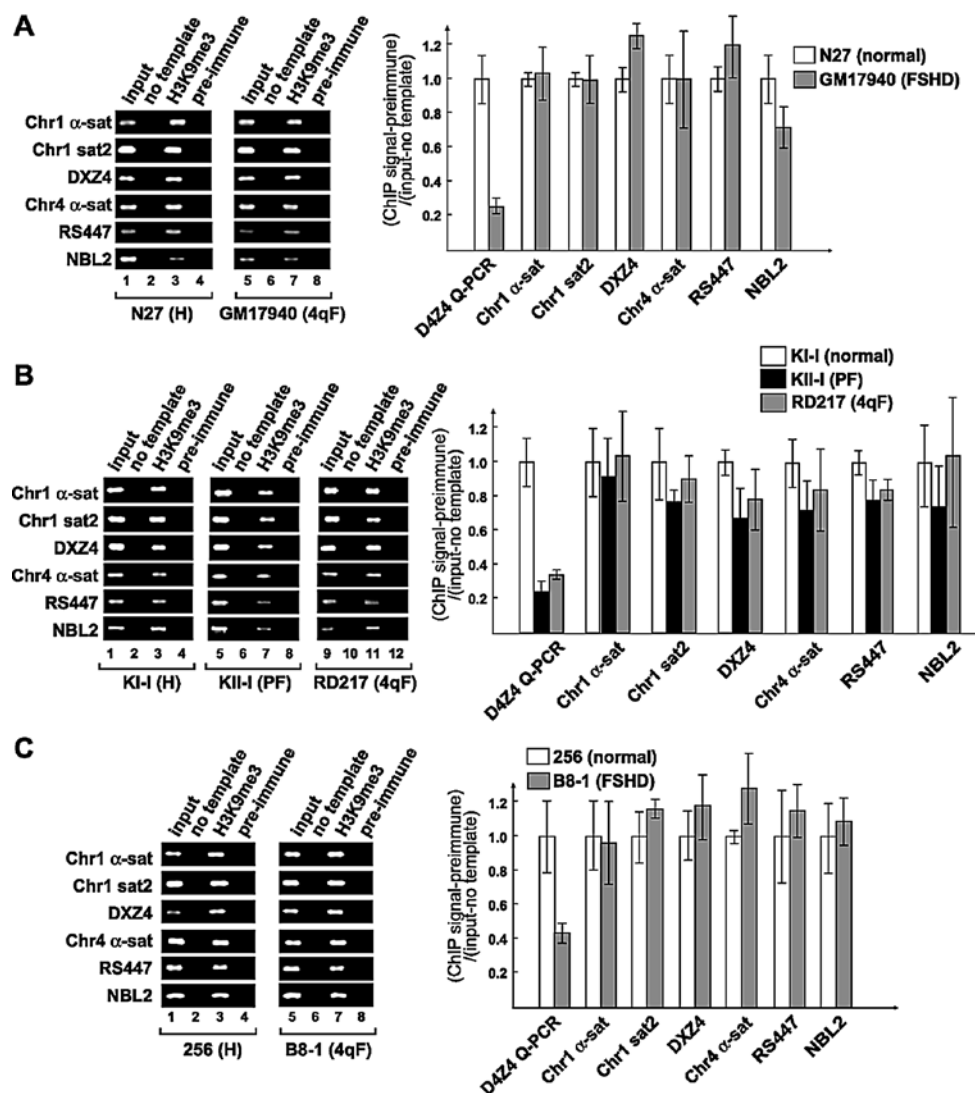 A
input
no template
H3K9me3
pre-immune
input
no template
H3K9me3
pre-immune
Chr1 α-sat
Chr1 sat2
DXZ4
Chr4 α-sat
RS447
NBL2
1 2 3 4 5 6 7 8
N27 (H) GM17940 (4qF)
(ChIP signal-preimmune)
/(input-no template)
1.2
1.0
0.8
0.6
0.4
0.2
N27 (normal)
GM17940 (FSHD)
D4Z4 Q-PCR
Chr1 α-sat
Chr1 sat2
DXZ4
Chr4 α-sat
RS447
NBL2
B
input
no template
H3K9me3
pre-immune
input
no template
H3K9me3
pre-immune
input
no template
H3K9me3
pre-immune
Chr1 α-sat
Chr1 sat2
DXZ4
Chr4 α-sat
RS447
NBL2
1 2 3 4 5 6 7 8 9 10 11 12
KI-I (H) KII-I (PF) RD217 (4qF)
(ChIP signal-preimmune)
/(input-no template)
1.2
1.0
0.8
0.6
0.4
0.2
KI-I (normal)
KII-I (PF)
RD217 (4qF)
D4Z4 Q-PCR
Chr1 α-sat
Chr1 sat2
DXZ4
Chr4 α-sat
RS447
NBL2
C
input
no template
H3K9me3
pre-immune
input
no template
H3K9me3
pre-immune
Chr1 α-sat
Chr1 sat2
DXZ4
Chr4 α-sat
RS447
NBL2
1 2 3 4 5 6 7 8
256 (H) B8-1 (4qF)
(ChIP signal-preimmune)
/(input-no template)
1.2
1.0
0.8
0.6
0.4
0.2
256 (normal)
B8-1 (FSHD)
D4Z4 Q-PCR
Chr1 α-sat
Chr1 sat2
DXZ4
Chr4 α-sat
RS447
NBL2